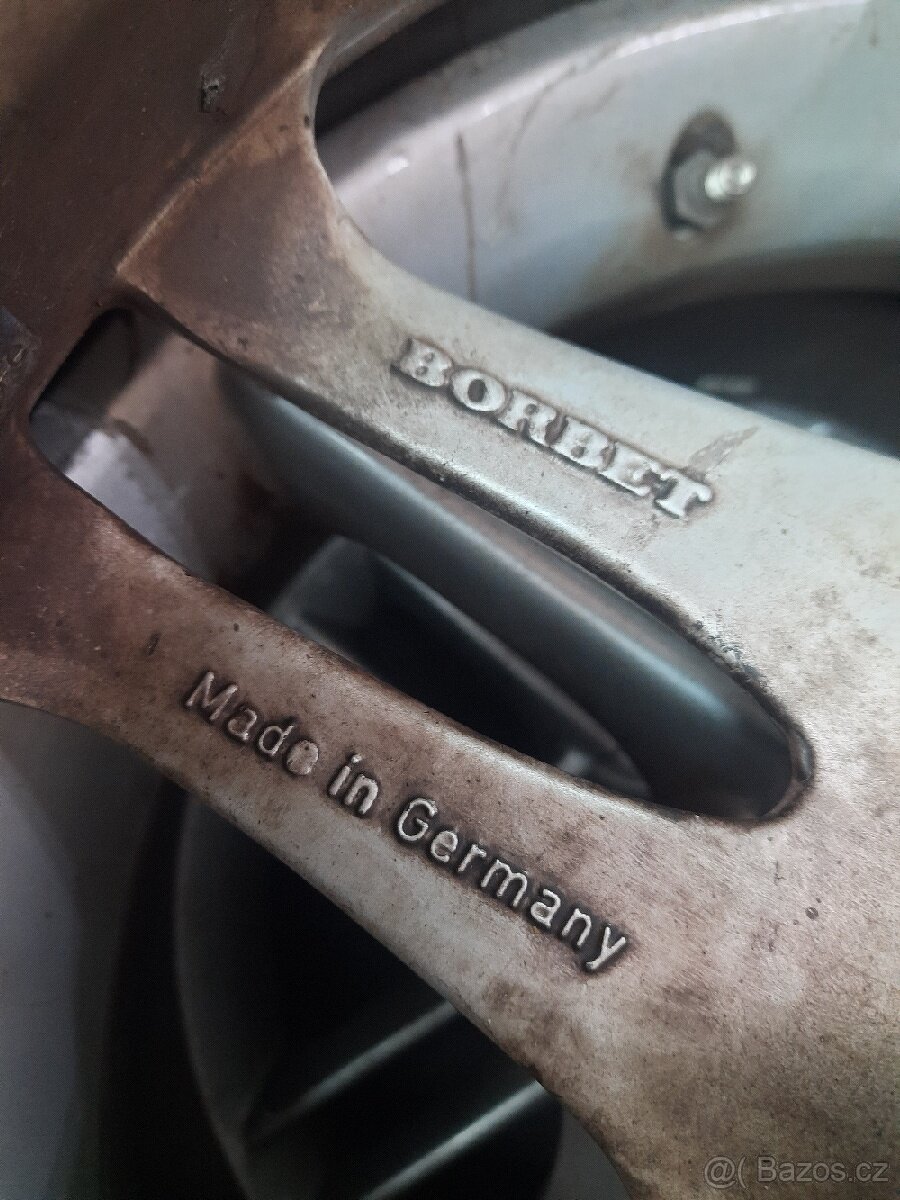 BORBET
Made in Germany
@( Bazos.cz